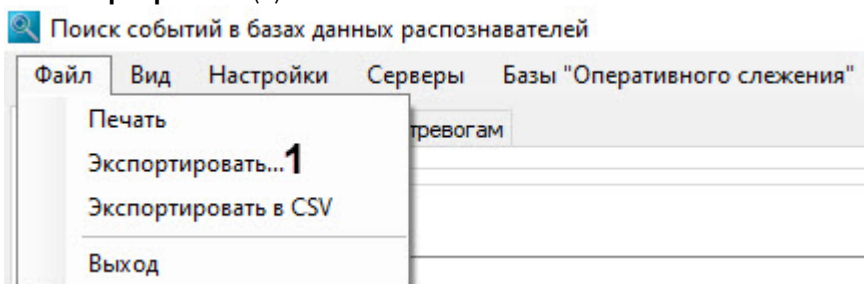 Поиск событий в базах данных распознавателей
Файл Вид Настройки Серверы Базы "Оперативного слежения"
Печать
тревогам
Экспортировать...1
Экспортировать в CSV
Выход